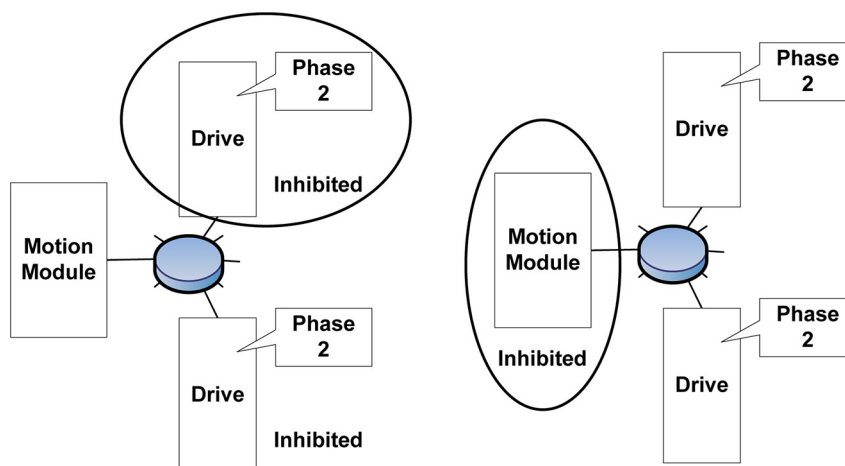 Phase
2
Drive
Inhibited
Motion
Module
Phase
2
Drive
Inhibited
Phase
2
Drive
Motion
Module
Inhibited
Phase
2
Drive